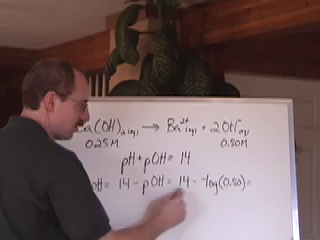 Ba(OH)₂(aq) → Ba²⁺(aq) + 2OH⁻(aq)
0.25M 0.50M
pH + pOH = 14
pH = 14 - pOH = 14 - -log(0.50) =